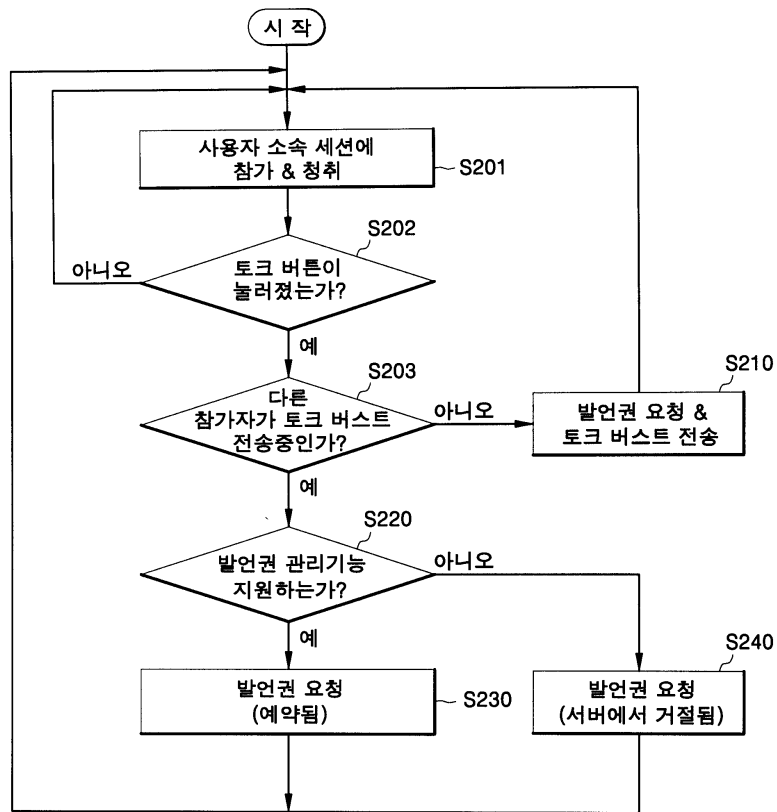 시 작
사용자 소속 세션에
참가 & 청취
S201
S202
토크 버튼이
눌러졌는가?
아니오
예
S203
다른
참가자가 토크 버스트
전송중인가?
아니오
S210
발언권 요청 &
토크 버스트 전송
예
S220
발언권 관리기능
지원하는가?
아니오
예
발언권 요청
(예약됨)
S230
S240
발언권 요청
(서버에서 거절됨)